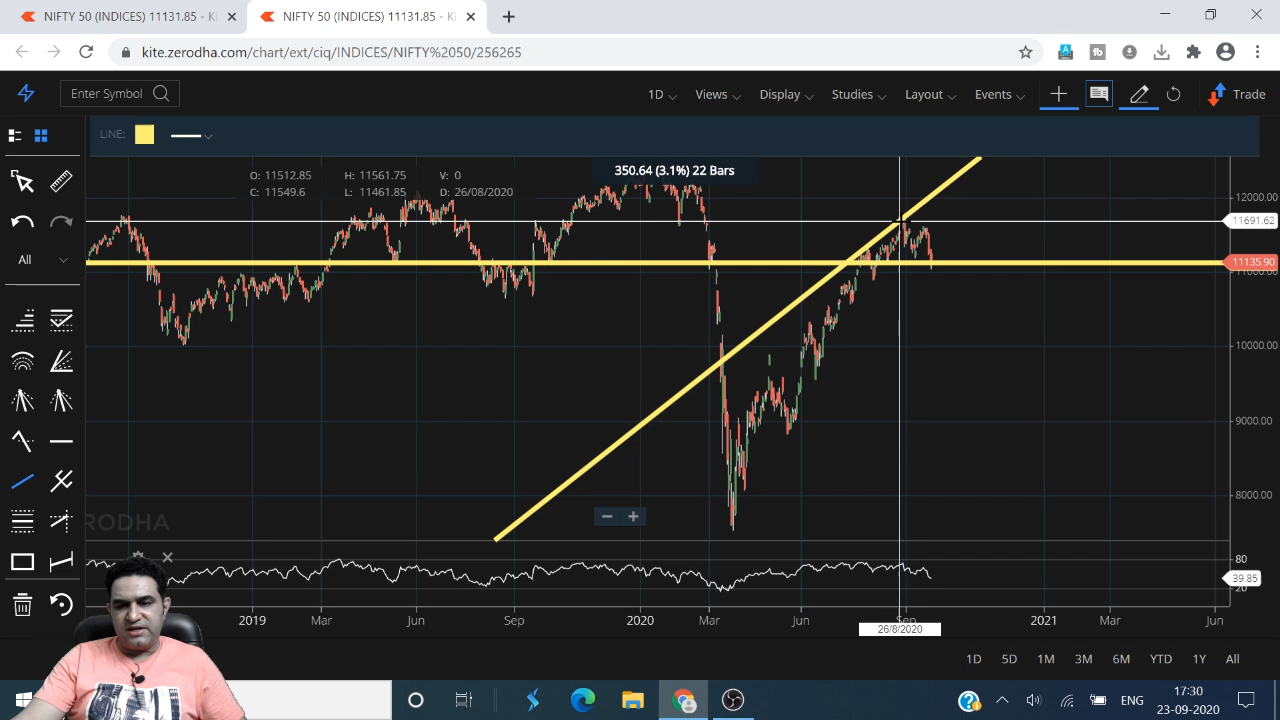 NIFTY 50 (INDICES) 11131.85 - Ki
NIFTY 50 (INDICES) 11131.85 - Ki
kite.zerodha.com/chart/ext/ciq/INDICES/NIFTY%2050/256265
Enter Symbol
1D
Views
Display
Studies
Layout
Events
Trade
LINE:
350.64 (3.1%) 22 Bars
O: 11512.85 H: 11561.75 V: 0
C: 11549.6 L: 11461.85 D: 26/08/2020
All
12000.00
11691.62
11135.90
11000.00
10000.00
9000.00
8000.00
ERODHA
80
39.85
20
2019 Mar Jun Sep 2020 Mar Jun Sep 2021 Mar Jun
26/8/2020
1D 5D 1M 3M 6M YTD 1Y All
ENG
17:30
23-09-2020